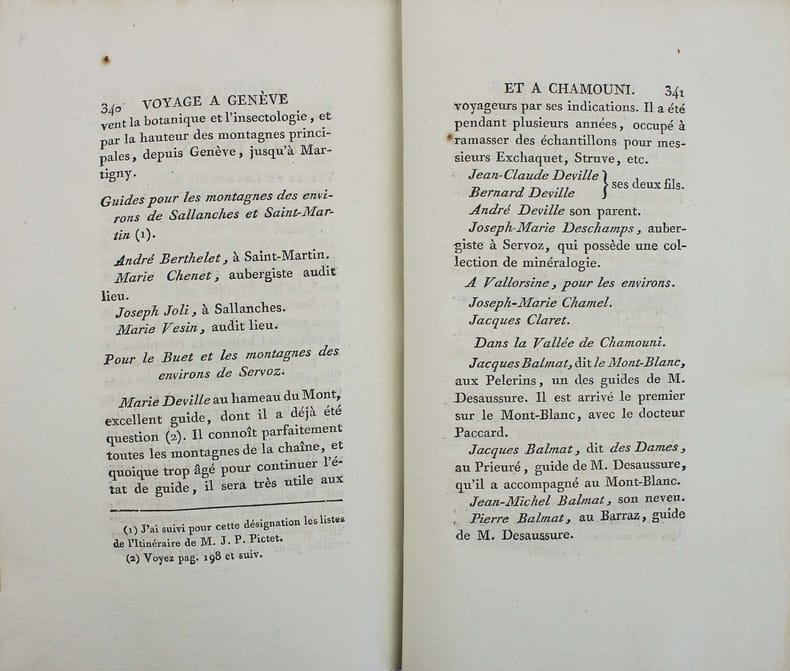 340 VOYAGE A GENÈVE
vent la botanique et l'insectologie, et
par la hauteur des montagnes princi-
pales, depuis Genève, jusqu'à Mar-
tigny.
Guides pour les montagnes des envi-
rons de Sallanches et Saint-Mar-
tin (1).
André Berthelet, à Saint-Martin.
Marie Chenet, aubergiste audit
lieu.
Joseph Joli, à Sallanches.
Marie Vesin, audit lieu.
Pour le Buet et les montagnes des
environs de Servoz.
Marie Deville au hameau du Mont,
excellent guide, dont il a déjà été
question (2). Il connoît parfaitement
toutes les montagnes de la chaîne, et
quoique trop âgé pour continuer l'é-
tat de guide, il sera très utile aux
(1) J'ai suivi pour cette désignation les listes
de l'Itinéraire de M. J. P. Pictet.
(2) Voyez pag. 198 et suiv.
ET A CHAMOUNI. 341
voyageurs par ses indications. Il a été
pendant plusieurs années, occupé à
ramasser des échantillons pour mes-
sieurs Exchaquet, Struve, etc.
Jean-Claude Deville } ses deux fils.
Bernard Deville
André Deville son parent.
Joseph-Marie Deschamps, auber-
giste à Servoz, qui possède une col-
lection de minéralogie.
A Vallorsine, pour les environs.
Joseph-Marie Chamel.
Jacques Claret.
Dans la Vallée de Chamouni.
Jacques Balmat, dit le Mont-Blanc,
aux Pelerins, un des guides de M.
Desaussure. Il est arrivé le premier
sur le Mont-Blanc, avec le docteur
Paccard.
Jacques Balmat, dit des Dames,
au Prieuré, guide de M. Desaussure,
qu'il a accompagné au Mont-Blanc.
Jean-Michel Balmat, son neveu.
Pierre Balmat, au Barraz, guide
de M. Desaussure.